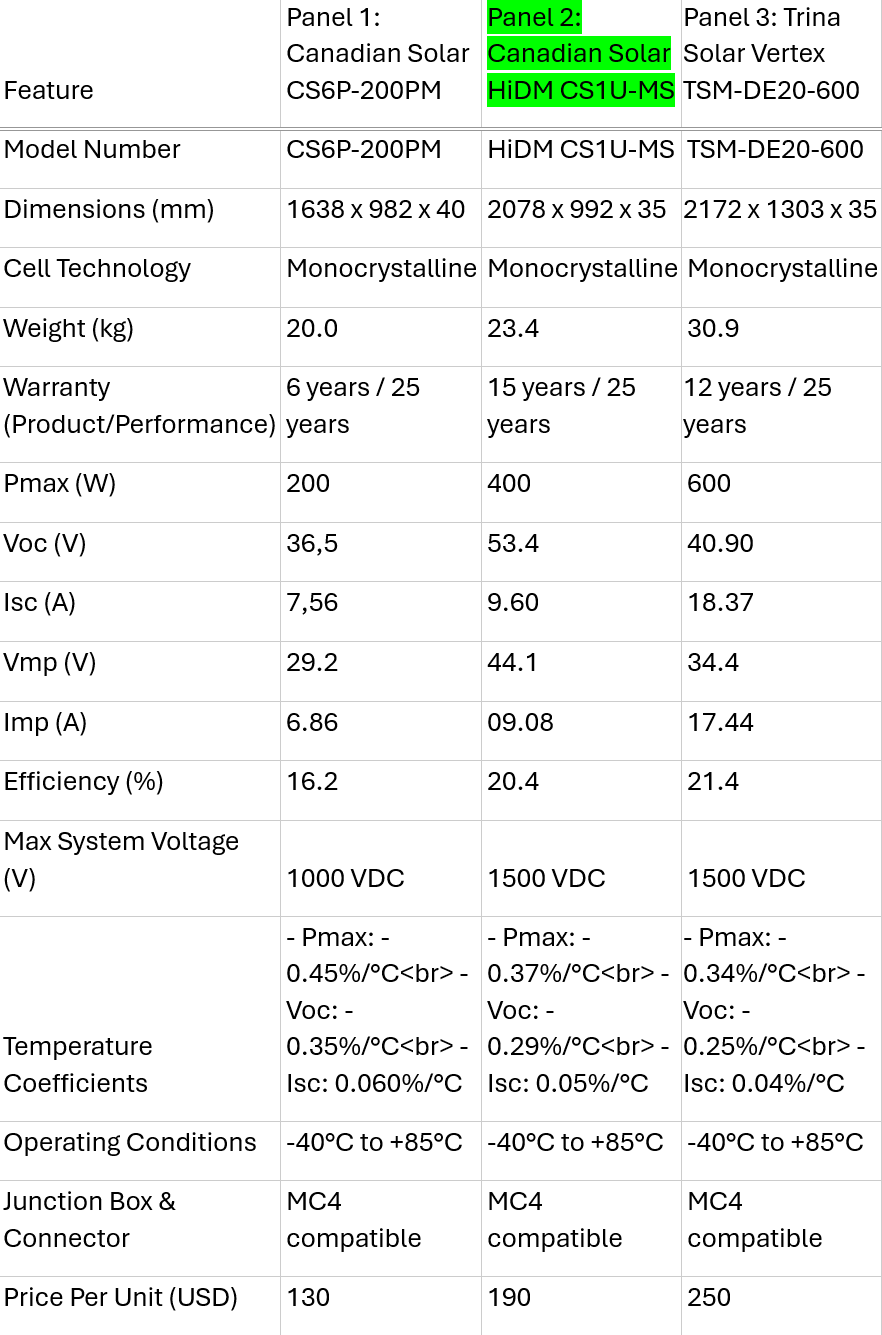 Feature
Panel 1:
Canadian Solar
CS6P-200PM
Panel 2:
Canadian Solar
HiDM CS1U-MS
Panel 3: Trina
Solar Vertex
TSM-DE20-600
Model Number
CS6P-200PM
HiDM CS1U-MS
TSM-DE20-600
Dimensions (mm)
1638 x 982 x 40
2078 x 992 x 35
2172 x 1303 x 35
Cell Technology
Monocrystalline
Monocrystalline
Monocrystalline
Weight (kg)
20.0
23.4
30.9
Warranty
(Product/Performance)
6 years / 25
years
15 years / 25
years
12 years / 25
years
Pmax (W)
200
400
600
Voc (V)
36,5
53.4
40.90
Isc (A)
7,56
9.60
18.37
Vmp (V)
29.2
44.1
34.4
Imp (A)
6.86
09.08
17.44
Efficiency (%)
16.2
20.4
21.4
Max System Voltage
(V)
1000 VDC
1500 VDC
1500 VDC
Temperature
Coefficients
- Pmax: -
0.45%/°C<br> -
Voc: -
0.35%/°C<br> -
Isc: 0.060%/°C
- Pmax: -
0.37%/°C<br> -
Voc: -
0.29%/°C<br> -
Isc: 0.05%/°C
- Pmax: -
0.34%/°C<br> -
Voc: -
0.25%/°C<br> -
Isc: 0.04%/°C
Operating Conditions
-40°C to +85°C
-40°C to +85°C
-40°C to +85°C
Junction Box &
Connector
MC4
compatible
MC4
compatible
MC4
compatible
Price Per Unit (USD)
130
190
250